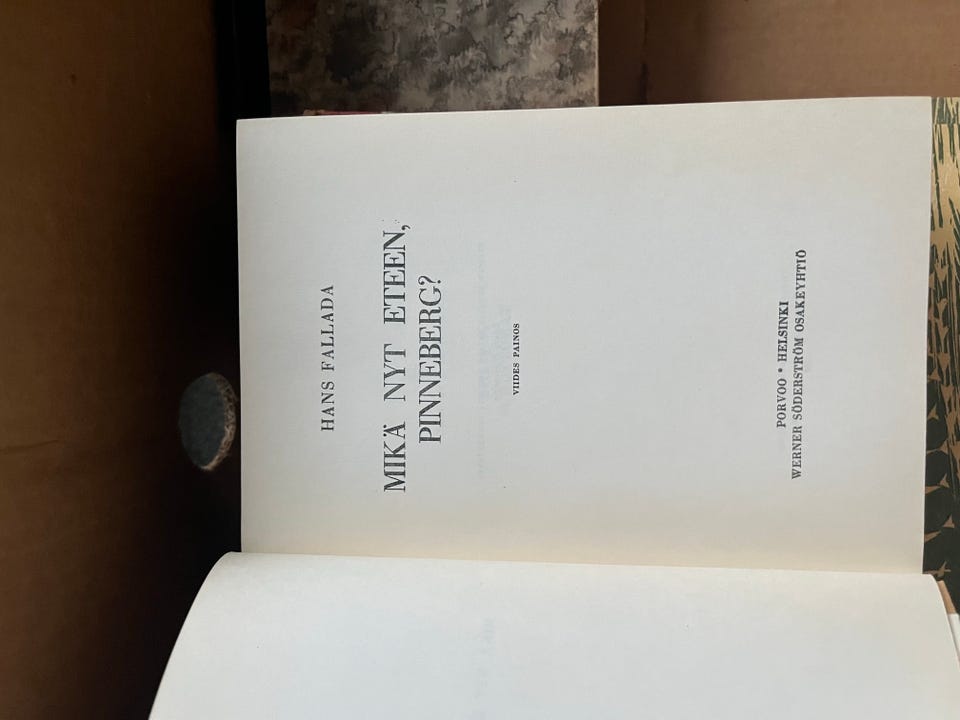 HANS FALLADA
MIKÄ NYT ETEEN,
PINNEBERG?
VIIDES PAINOS
PORVOO • HELSINKI
WERNER SÖDERSTRÖM OSAKEYHTIÖ